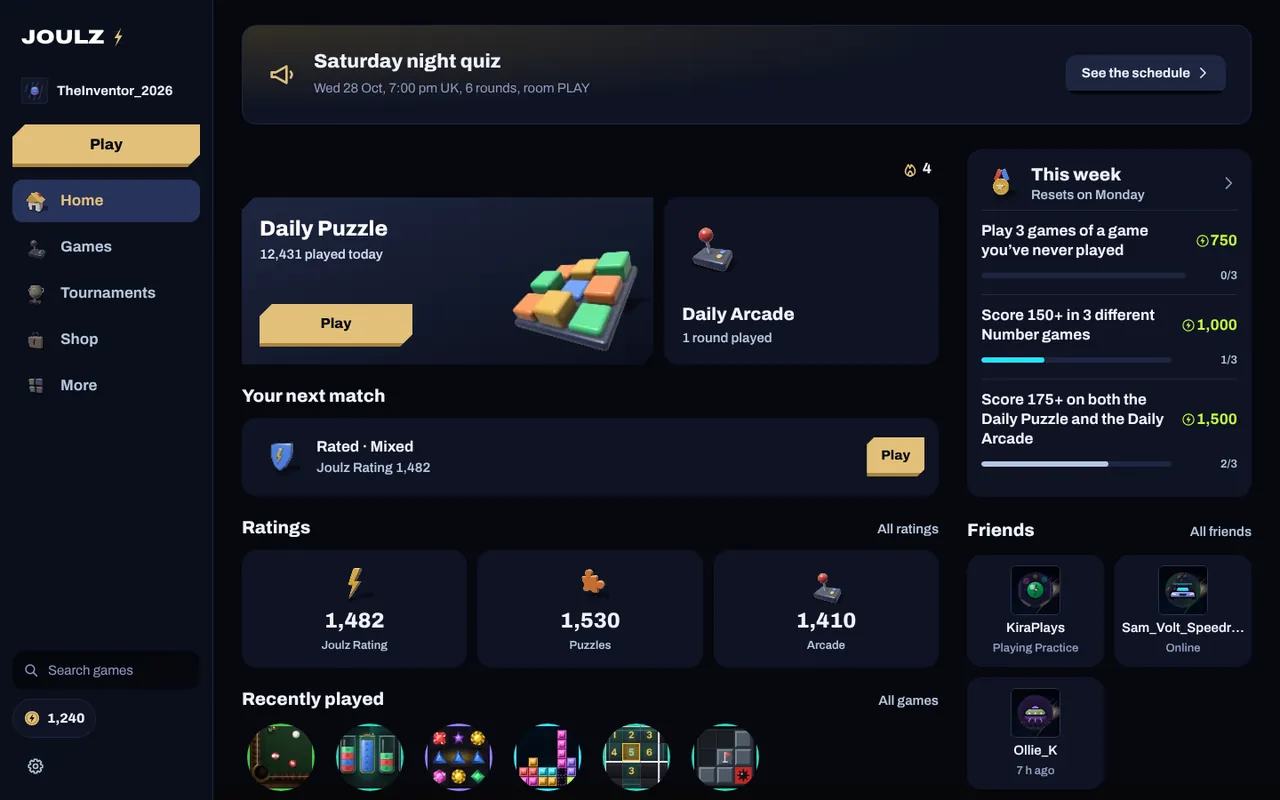 JOULZ
TheInventor_2026
Play
Home
Games
Tournaments
Shop
More
Search games
1,240
Saturday night quiz
Wed 28 Oct, 7:00 pm UK, 6 rounds, room PLAY
See the schedule
4
Daily Puzzle
12,431 played today
Play
Daily Arcade
1 round played
Your next match
Rated · Mixed
Joulz Rating 1,482
Play
Ratings
All ratings
1,482
Joulz Rating
1,530
Puzzles
1,410
Arcade
Recently played
All games
1 2 3
4 5 6
3
This week
Resets on Monday
Play 3 games of a game
you’ve never played
750
0/3
Score 150+ in 3 different
Number games
1,000
1/3
Score 175+ on both the
Daily Puzzle and the Daily
Arcade
1,500
2/3
Friends
All friends
KiraPlays
Playing Practice
Sam_Volt_Speedr...
Online
Ollie_K
7 h ago